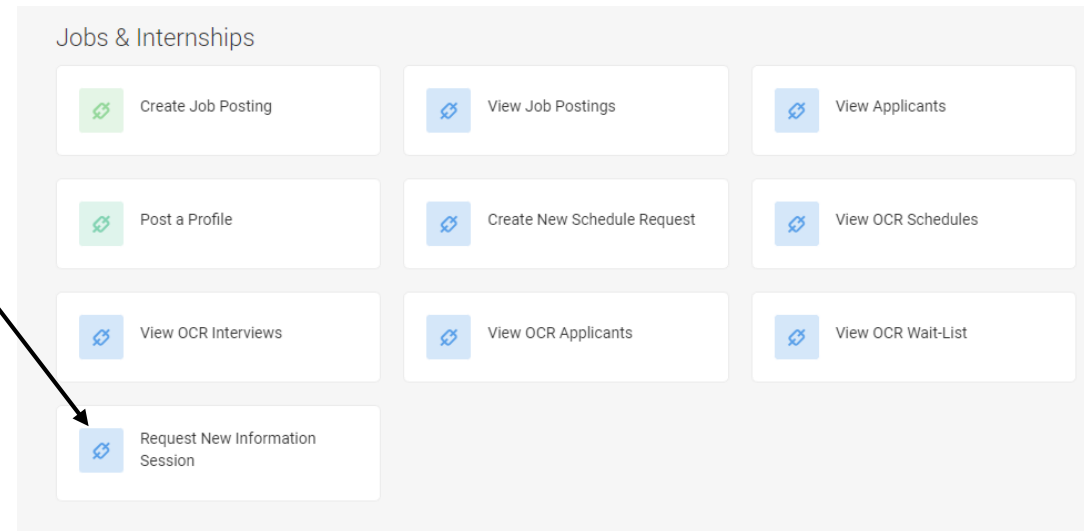 Jobs & Internships
Create Job Posting
View Job Postings
View Applicants
Post a Profile
Create New Schedule Request
View OCR Schedules
View OCR Interviews
View OCR Applicants
View OCR Wait-List
Request New Information
Session